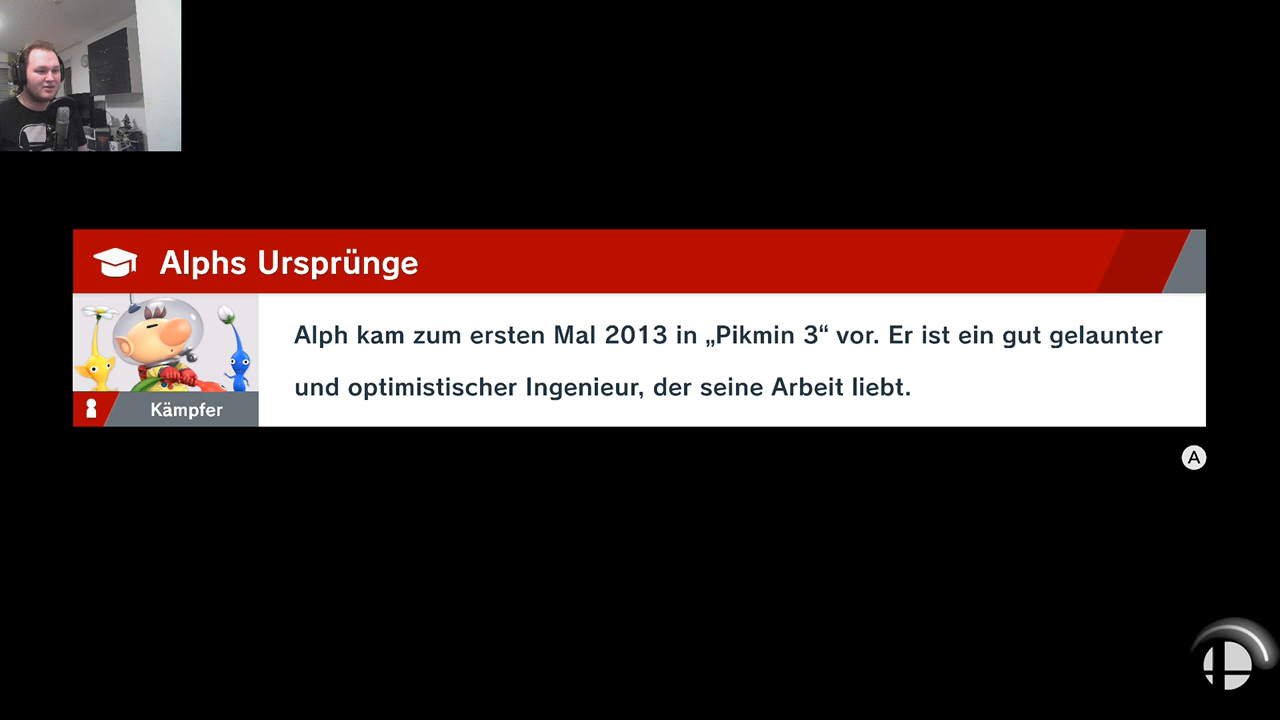 Alphs Ursprünge
Alph kam zum ersten Mal 2013 in „Pikmin 3“ vor. Er ist ein gut gelaunter
und optimistischer Ingenieur, der seine Arbeit liebt.
Kämpfer
A